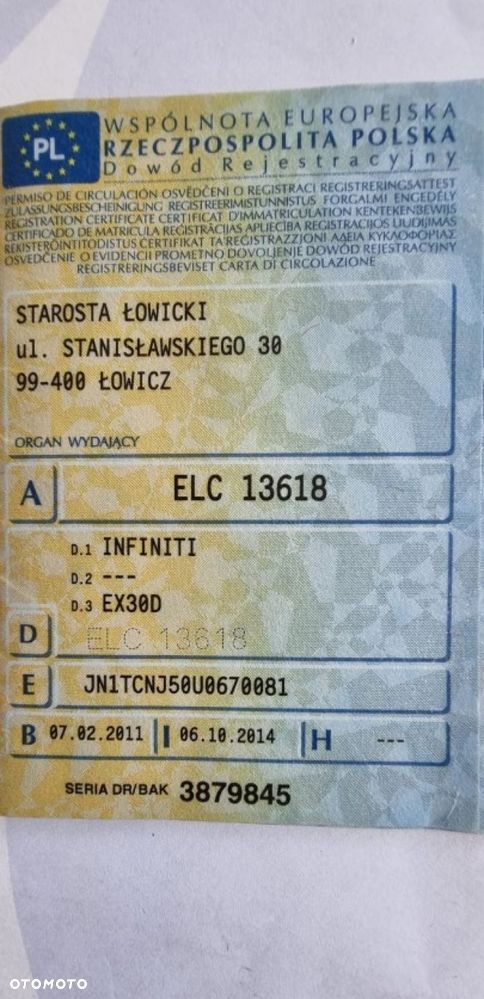 PL
WSPÓLNOTA EUROPEJSKA
RZECZPOSPOLITA POLSKA
Dowód Rejestracyjny
PERMISO DE CIRCULACIÓN OSVĚDČENI O REGISTRACI REGISTRERINGSATTEST
ZULASSUNGSBESCHEINIGUNG REGISTREERIMISTUNNISTUS FORGALMI ENGEDÉLY
REGISTRATION CERTIFICATE CERTIFICAT D'IMMATRICULATION KENTEKENBEWIJS
CERTIFICADO DE MATRICULA REGISTRĀCIJAS APLIECĪBA REGISTRACIJOS LIUDIJIMAS
REKISTERÖINTITODISTUS ĊERTIFIKAT TA'REĠISTRAZZJONI ΑΔΕΙΑ ΚΥΚΛΟΦΟΡΙΑΣ
OSVEDČENIE O EVIDENCII PROMETNO DOVOLJENJE DOWÓD REJESTRACYJNY
REGISTRERINGSBEVISET CARTA DI CIRCOLAZIONE
STAROSTA ŁOWICKI
ul. STANISŁAWSKIEGO 30
99-400 ŁOWICZ
ORGAN WYDAJĄCY
A ELC 13618
D.1 INFINITI
D.2 ---
D.3 EX30D
D ELC 13618
E JN1TCNJ50U0670081
B 07.02.2011 I 06.10.2014 H ---
SERIA DR/BAK 3879845
OTOMOTO